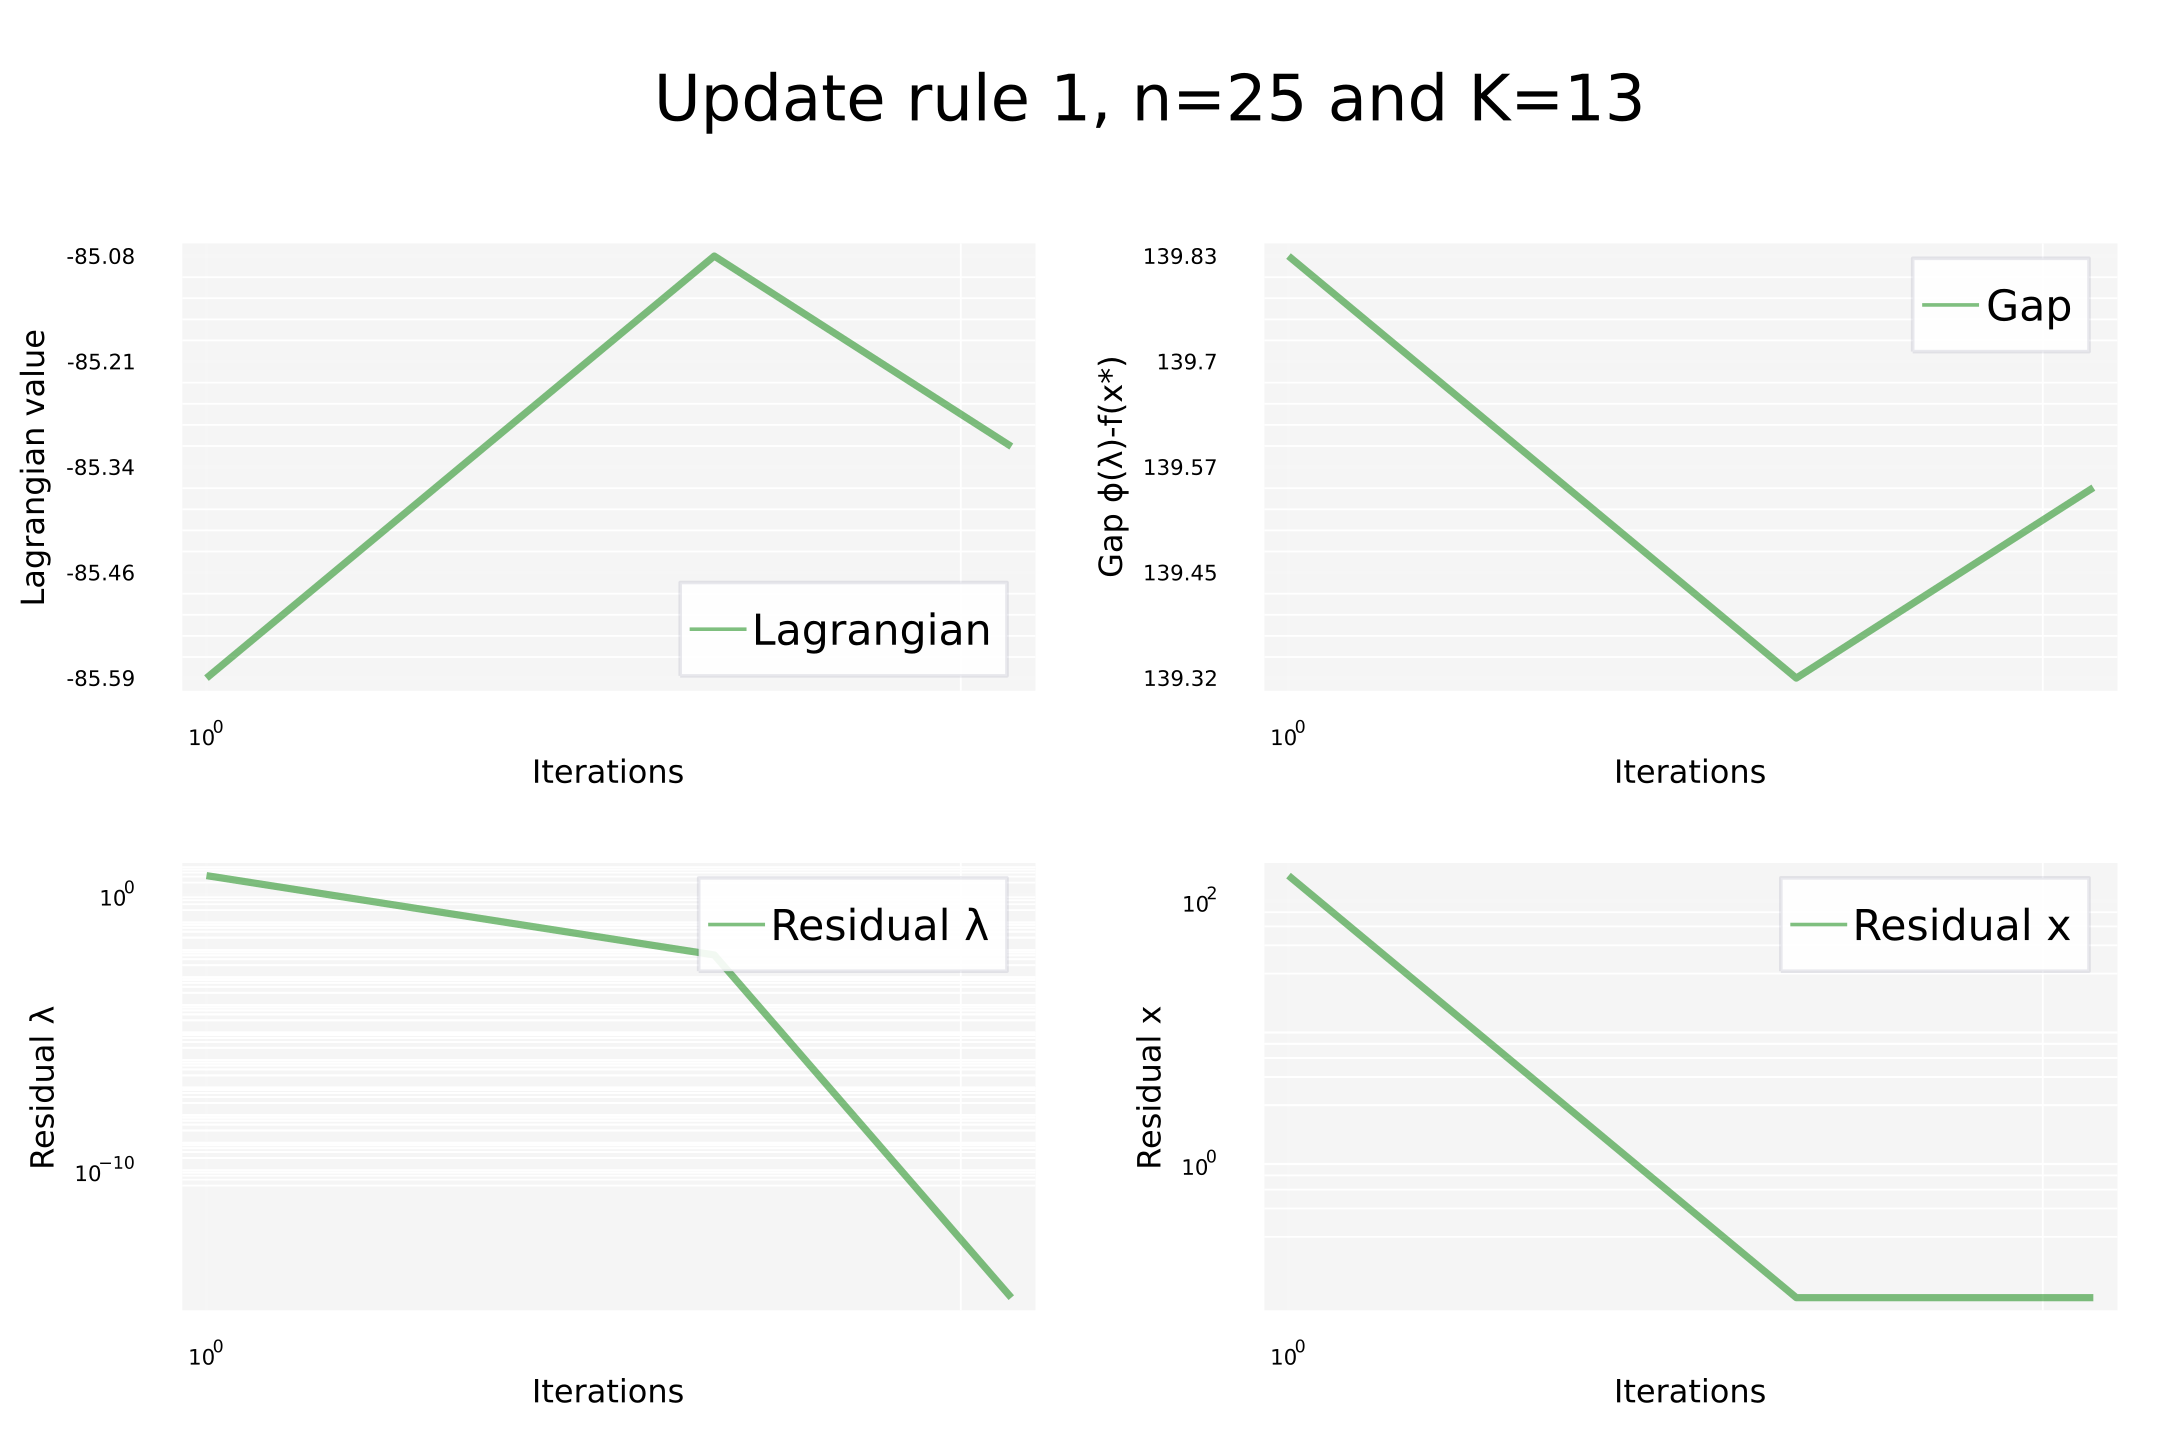 Update rule 1, n=25 and K=13
Lagrangian value
-85.08
-85.21
-85.34
-85.46
-85.59
Lagrangian
10⁰
Iterations
Gap ϕ(λ)-f(x*)
139.83
139.7
139.57
139.45
139.32
Gap
10⁰
Iterations
Residual λ
10⁰
10⁻¹⁰
Residual λ
10⁰
Iterations
Residual x
10²
10⁰
Residual x
10⁰
Iterations